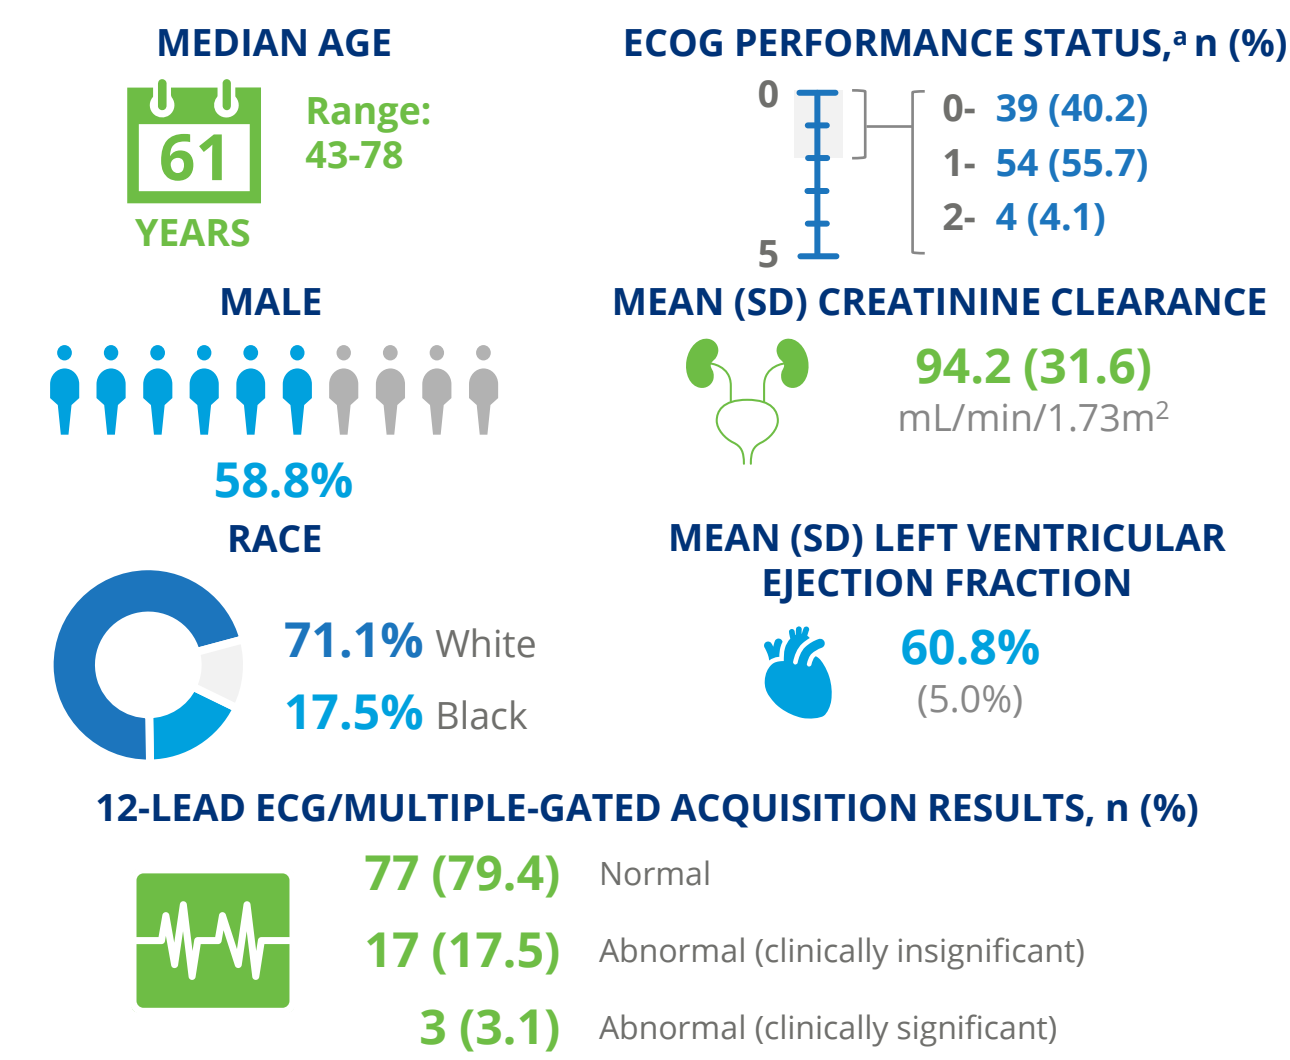 MEDIAN AGE
61
YEARS
Range:
43-78
ECOG PERFORMANCE STATUS,ᵃ n (%)
0
5
0- 39 (40.2)
1- 54 (55.7)
2- 4 (4.1)
MALE
58.8%
MEAN (SD) CREATININE CLEARANCE
94.2 (31.6)
mL/min/1.73m²
RACE
71.1% White
17.5% Black
MEAN (SD) LEFT VENTRICULAR
EJECTION FRACTION
60.8%
(5.0%)
12-LEAD ECG/MULTIPLE-GATED ACQUISITION RESULTS, n (%)
77 (79.4) Normal
17 (17.5) Abnormal (clinically insignificant)
3 (3.1) Abnormal (clinically significant)